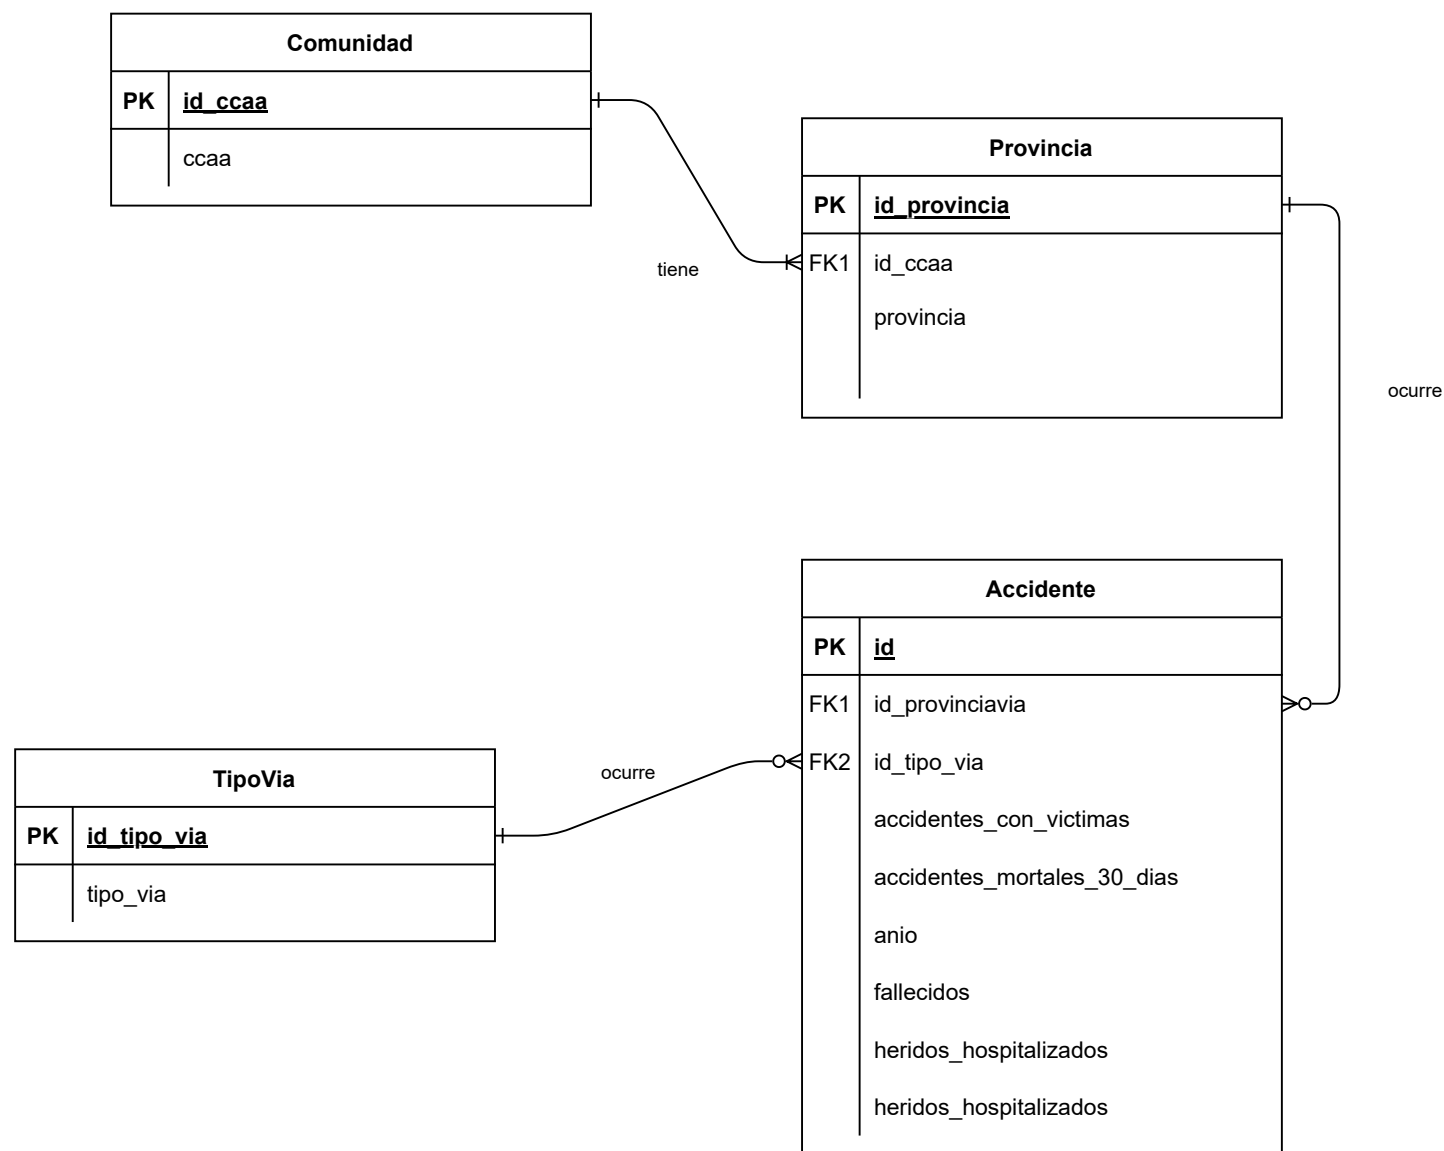 Comunidad
PK id_ccaa
ccaa
Provincia
PK id_provincia
FK1 id_ccaa
provincia
tiene
ocurre
Accidente
PK id
FK1 id_provinciavia
FK2 id_tipo_via
accidentes_con_victimas
accidentes_mortales_30_dias
anio
fallecidos
heridos_hospitalizados
heridos_hospitalizados
ocurre
TipoVia
PK id_tipo_via
tipo_via